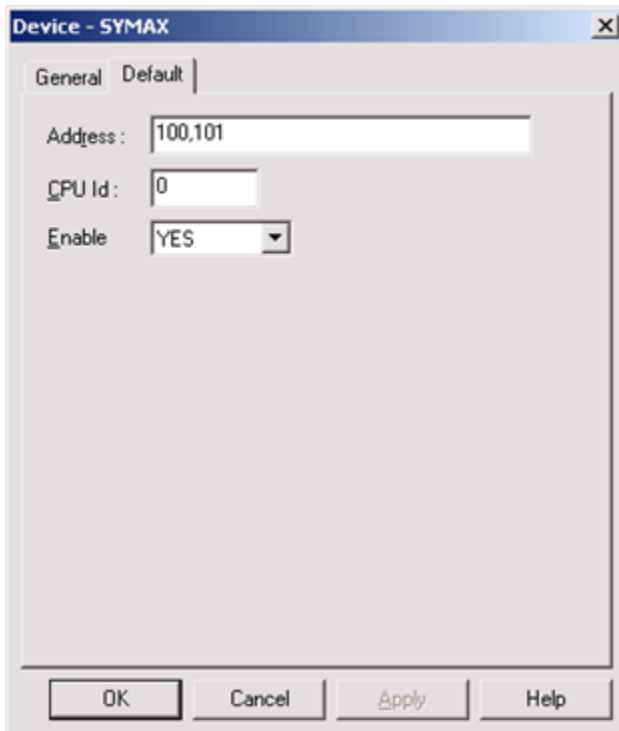 Device - SYMAX
General Default
Address : 100,101
CPU Id : 0
Enable YES
OK Cancel Apply Help